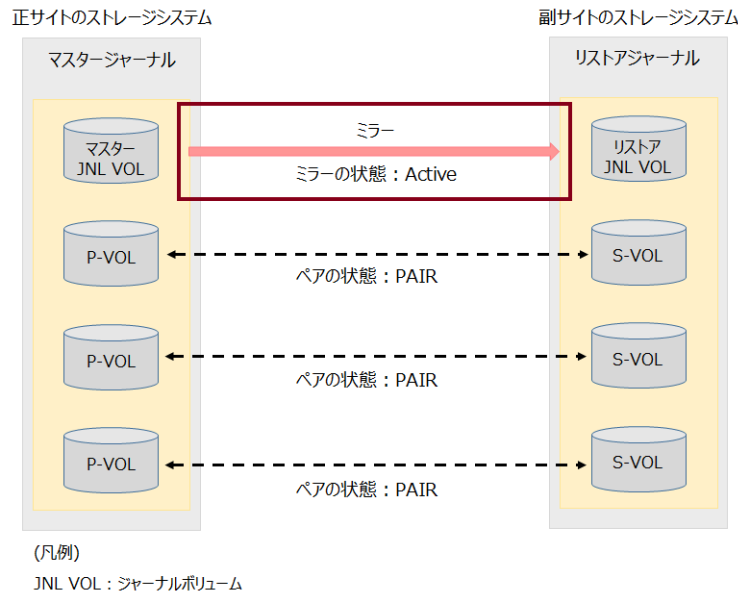 正サイトのストレージシステム
副サイトのストレージシステム
マスタージャーナル
リストアジャーナル
マスター
JNL VOL
ミラー
ミラーの状態：Active
リストア
JNL VOL
P-VOL
S-VOL
ペアの状態：PAIR
P-VOL
S-VOL
ペアの状態：PAIR
P-VOL
S-VOL
ペアの状態：PAIR
(凡例)
JNL VOL：ジャーナルボリューム